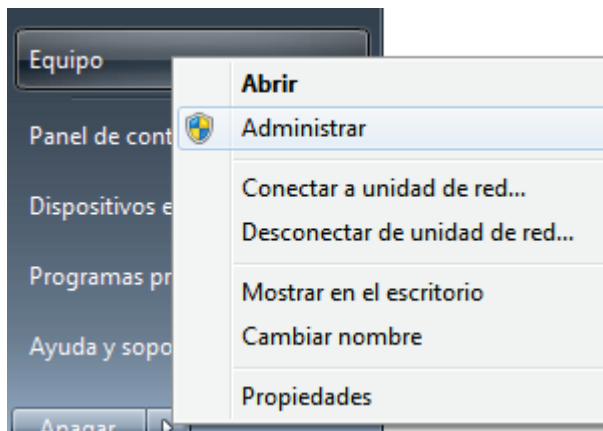 Equipo
Abrir
Administrar
Panel de cont
Conectar a unidad de red...
Dispositivos e
Desconectar de unidad de red...
Programas pr
Mostrar en el escritorio
Cambiar nombre
Ayuda y sopo
Propiedades
Apagar